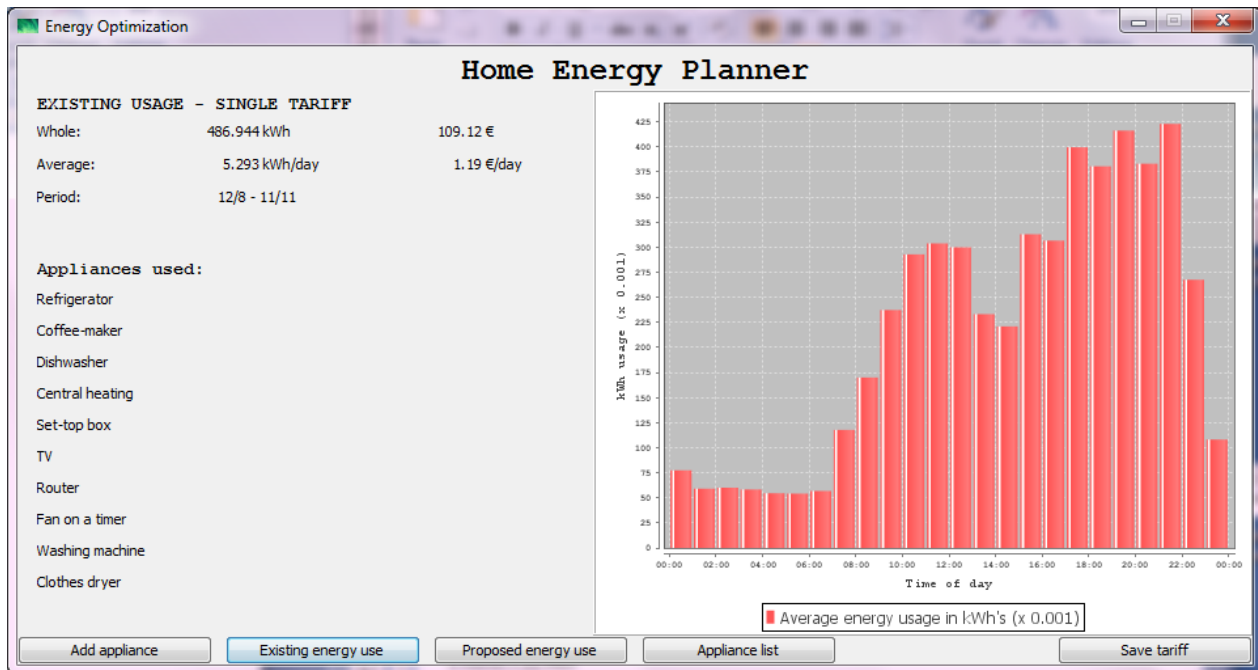 Energy Optimization
Home Energy Planner
EXISTING USAGE - SINGLE TARIFF
Whole: 486.944 kWh 109.12 €
Average: 5.293 kWh/day 1.19 €/day
Period: 12/8 - 11/11
Appliances used:
Refrigerator
Coffee-maker
Dishwasher
Central heating
Set-top box
TV
Router
Fan on a timer
Washing machine
Clothes dryer
kWh usage (x 0.001)
425
400
375
350
325
300
275
250
225
200
175
150
125
100
75
50
25
0
00:00 02:00 04:00 06:00 08:00 10:00 12:00 14:00 16:00 18:00 20:00 22:00 00:00
Time of day
Average energy usage in kWh's (x 0.001)
Add appliance Existing energy use Proposed energy use Appliance list Save tariff